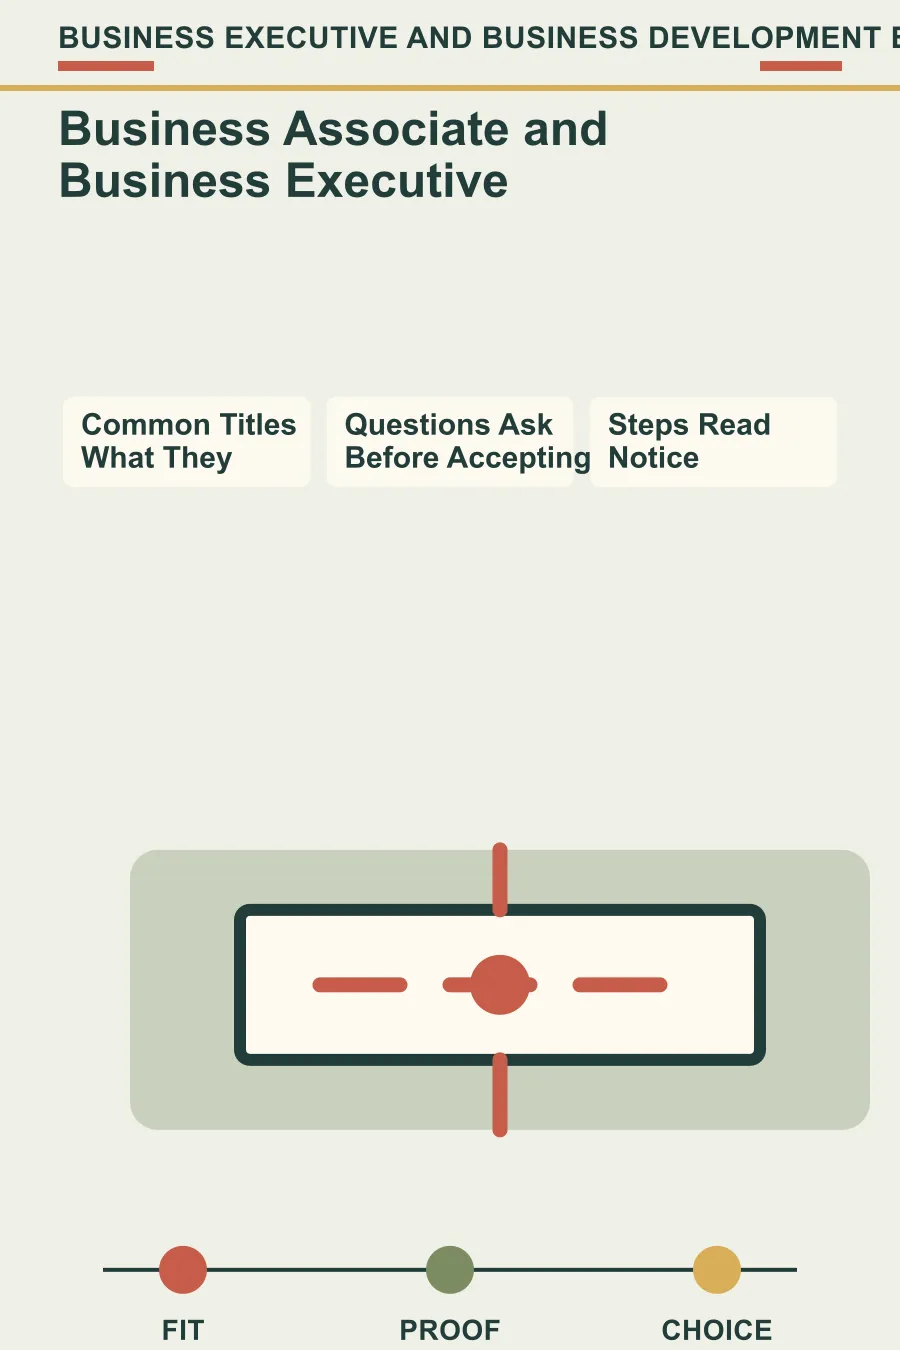 BUSINESS EXECUTIVE AND BUSINESS DEVELOPMENT
Business Associate and
Business Executive
Common Titles
What They
Questions Ask
Before Accepting
Steps Read
Notice
FIT
PROOF
CHOICE